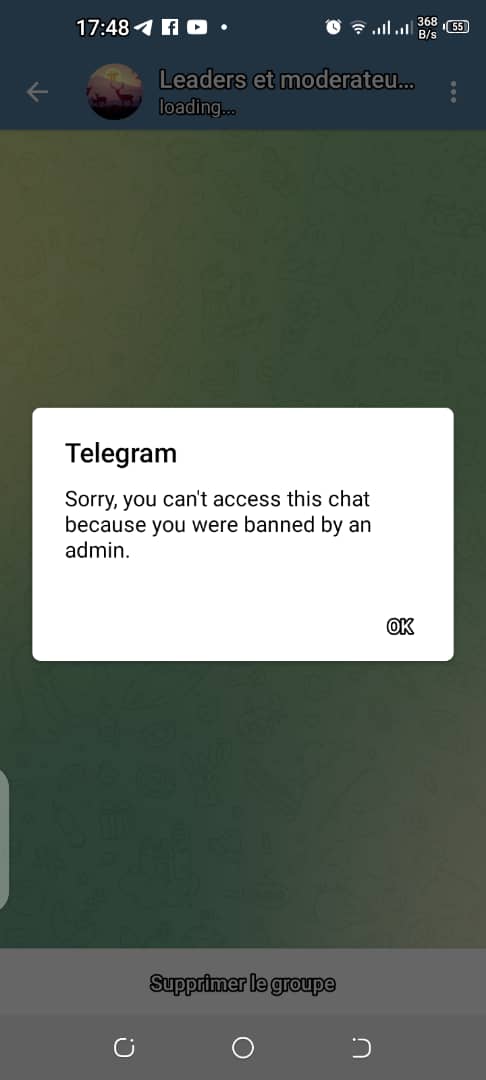 17:48
368
B/s
55
Leaders et moderateu...
loading...
Telegram
Sorry, you can't access this chat
because you were banned by an
admin.
OK
Supprimer le groupe